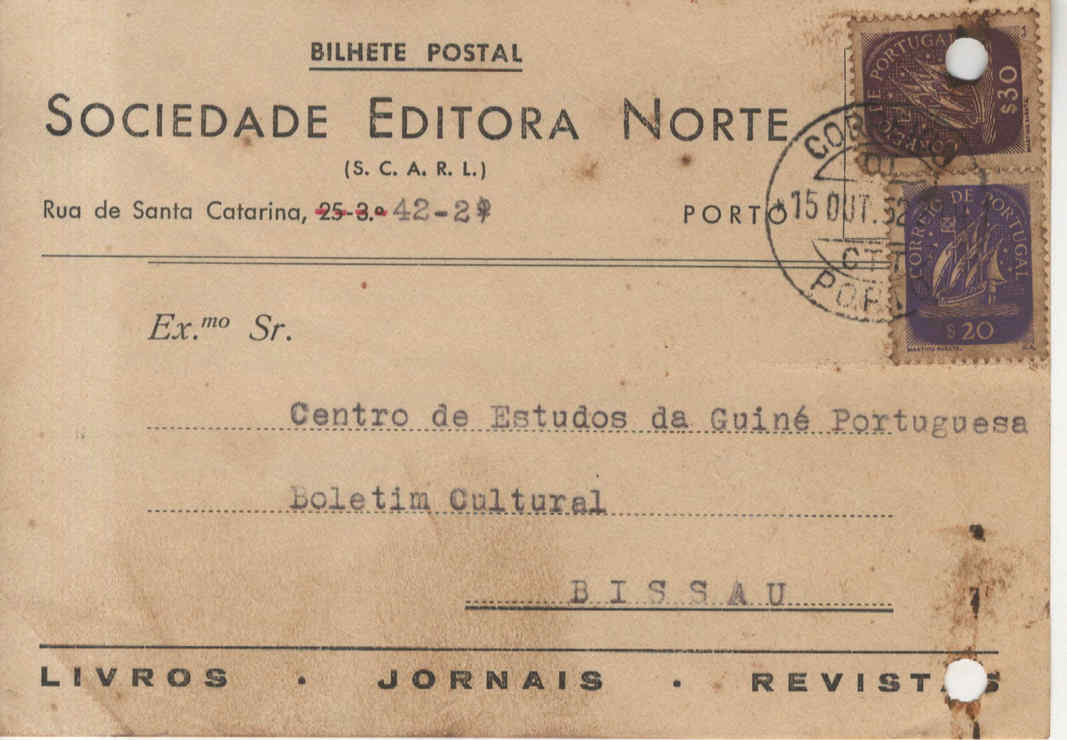 BILHETE POSTAL
SOCIEDADE EDITORA NORTE
(S. C. A. R. L.)
Rua de Santa Catarina, 25-3.º 42-2º PORTO
Ex.mo Sr.
Centro de Estudos da Guiné Portuguesa
Boletim Cultural
BISSAU
LIVROS · JORNAIS · REVISTAS
CORREIO DE PORTUGAL
$30
CORREIO DE PORTUGAL
$20
15 OUT. 52
CTT